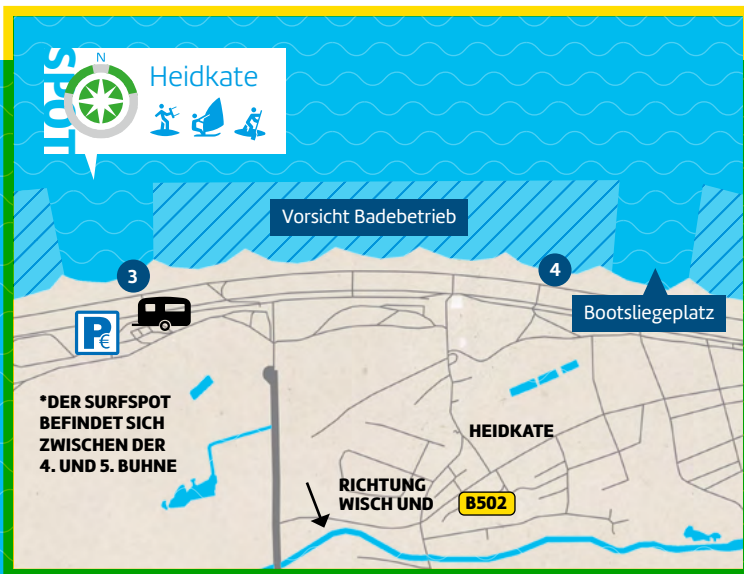 SPOT
N
Heidkate
Vorsicht Badebetrieb
3
4
Bootsliegeplatz
P
€
*DER SURFSPOT
BEFINDET SICH
ZWISCHEN DER
4. UND 5. BUHNE
HEIDKATE
RICHTUNG
WISCH UND B502